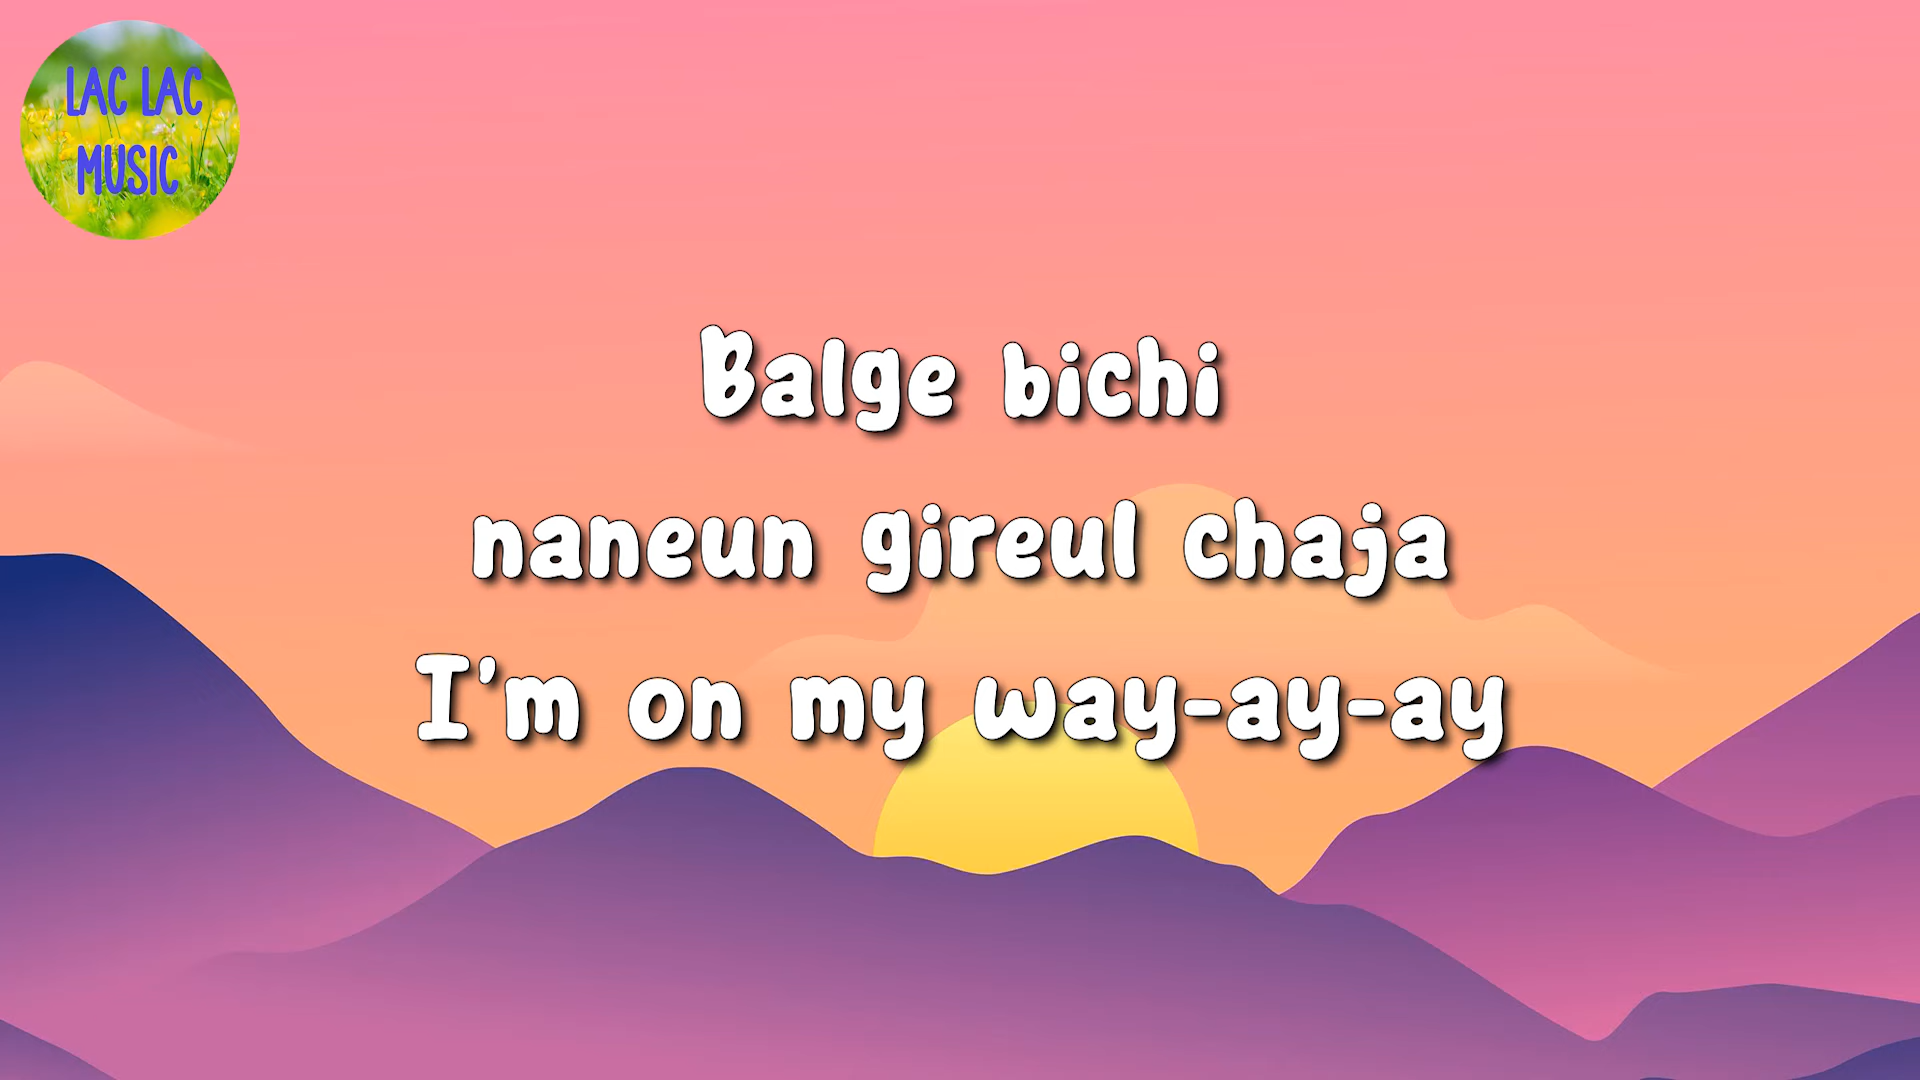 LAC LAC
MUSIC
Balge bichi
naneun gireul chaja
I'm on my way-ay-ay